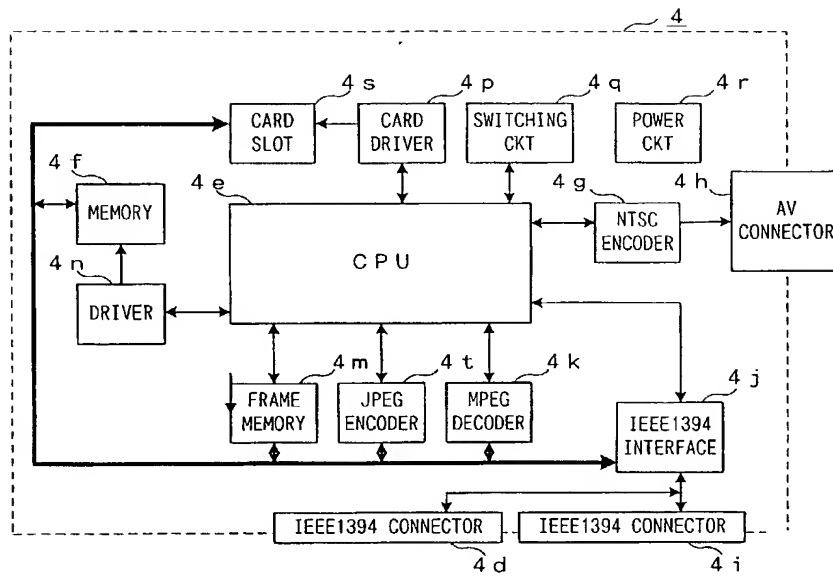 4
4s
4p
4q
4r
CARD
SLOT
CARD
DRIVER
SWITCHING
CKT
POWER
CKT
4f
4e
4g
4h
MEMORY
NTSC
ENCODER
AV
CONNECTOR
CPU
4n
DRIVER
4m
4t
4k
4j
FRAME
MEMORY
JPEG
ENCODER
MPEG
DECODER
IEEE1394
INTERFACE
IEEE1394 CONNECTOR
IEEE1394 CONNECTOR
4d
4i